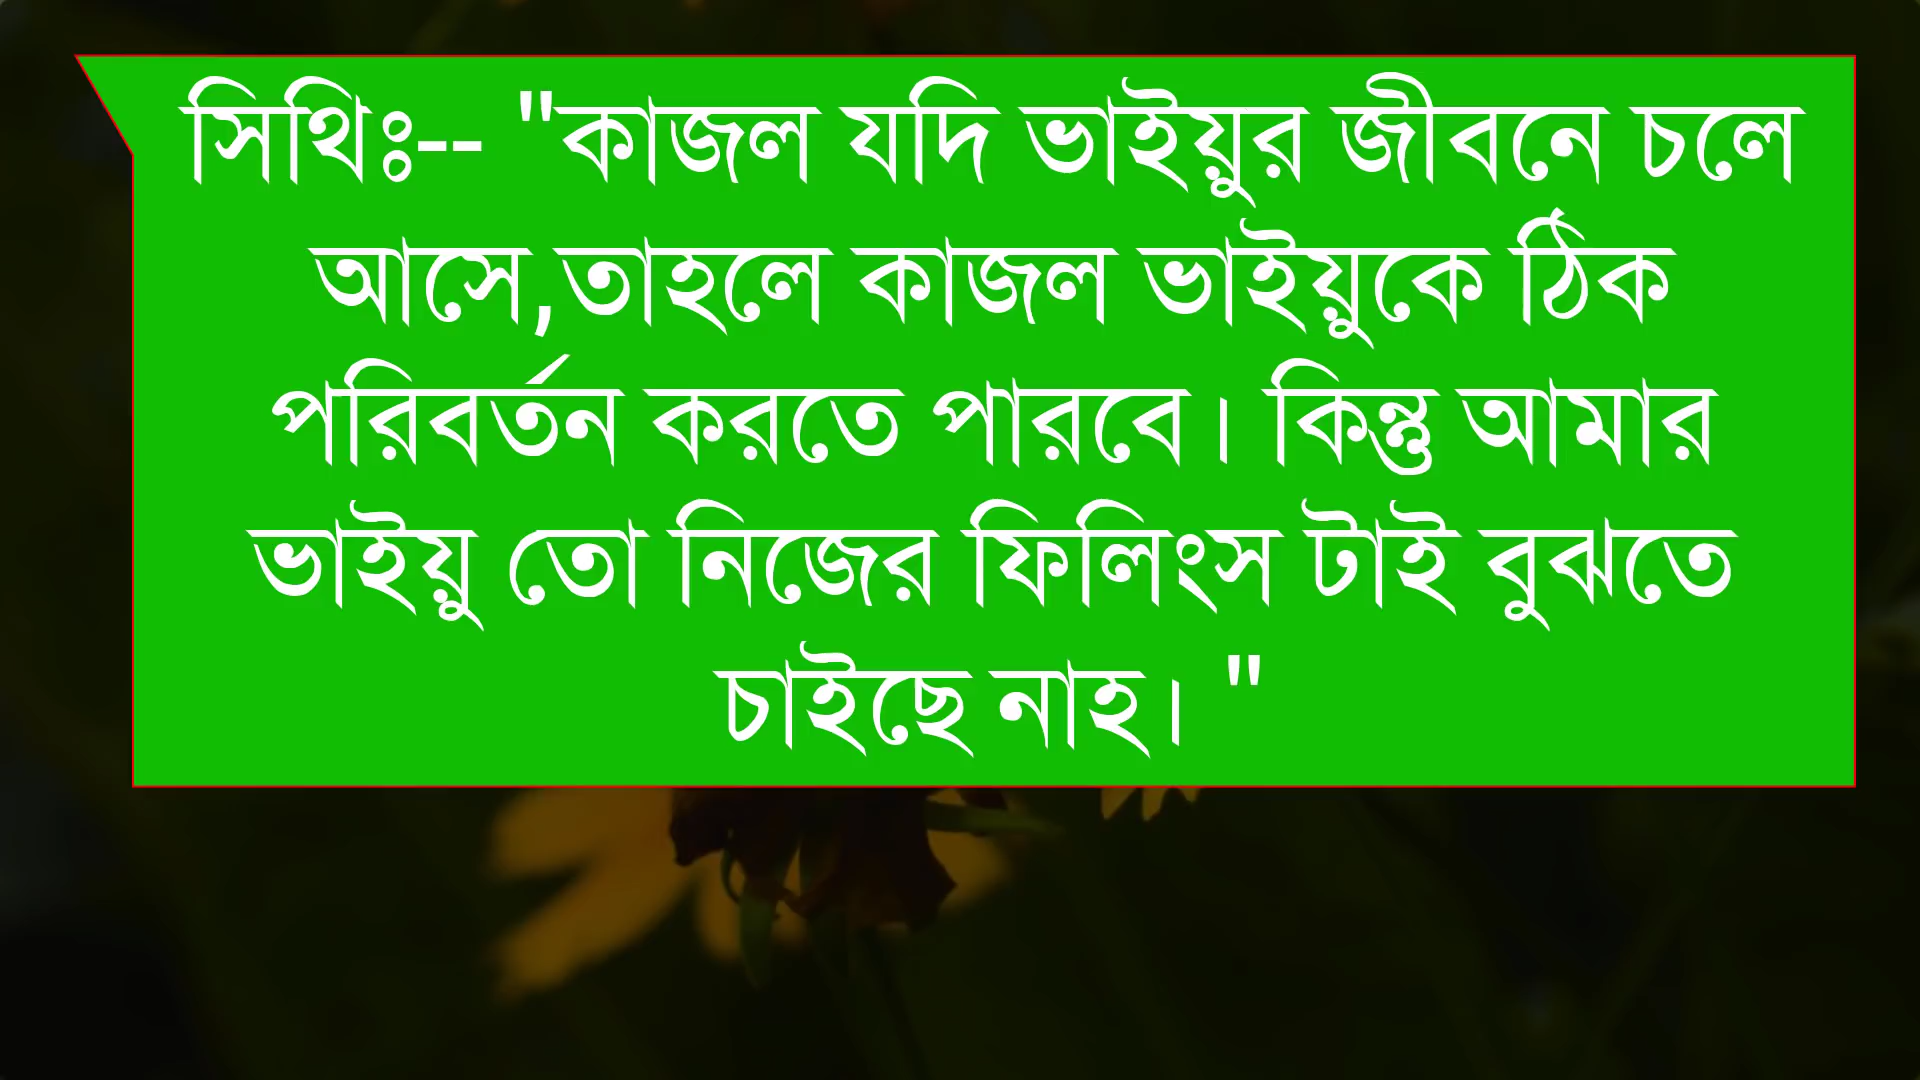 সিথিঃ-- "কাজল যদি ভাইয়ুর জীবনে চলে
আসে,তাহলে কাজল ভাইয়ুকে ঠিক
পরিবর্তন করতে পারবে। কিন্তু আমার
ভাইয়ু তো নিজের ফিলিংস টাই বুঝতে
চাইছে নাহ। "